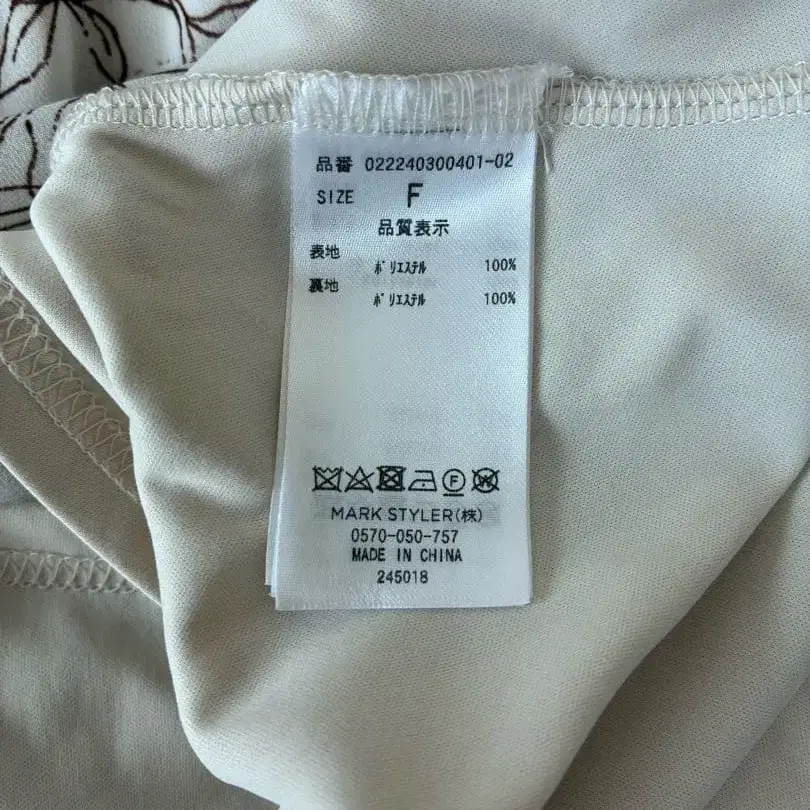 品番 022240300401-02
SIZE F
品質表示
表地
ﾎﾟﾘｴｽﾃﾙ 100%
裏地
ﾎﾟﾘｴｽﾃﾙ 100%
F W
MARK STYLER(株)
0570-050-757
MADE IN CHINA
245018